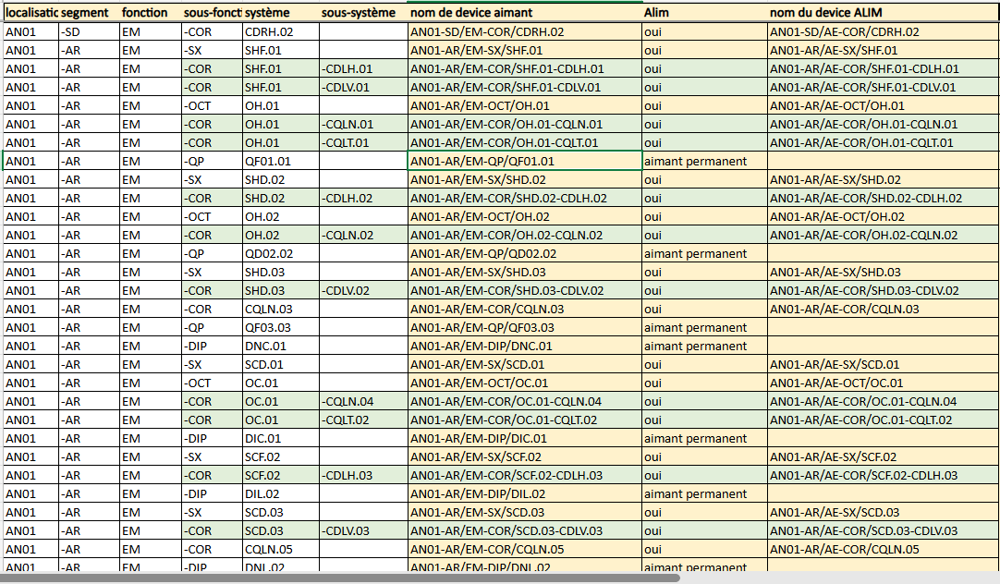 localisatic segment fonction sous-foncti système sous-système nom de device aimant Alim nom du device ALIM
AN01 -SD EM -COR CDRH.02 AN01-SD/EM-COR/CDRH.02 oui AN01-SD/AE-COR/CDRH.02
AN01 -AR EM -SX SHF.01 AN01-AR/EM-SX/SHF.01 oui AN01-AR/AE-SX/SHF.01
AN01 -AR EM -COR SHF.01 -CDLH.01 AN01-AR/EM-COR/SHF.01-CDLH.01 oui AN01-AR/AE-COR/SHF.01-CDLH.01
AN01 -AR EM -COR SHF.01 -CDLV.01 AN01-AR/EM-COR/SHF.01-CDLV.01 oui AN01-AR/AE-COR/SHF.01-CDLV.01
AN01 -AR EM -OCT OH.01 AN01-AR/EM-OCT/OH.01 oui AN01-AR/AE-OCT/OH.01
AN01 -AR EM -COR OH.01 -CQLN.01 AN01-AR/EM-COR/OH.01-CQLN.01 oui AN01-AR/AE-COR/OH.01-CQLN.01
AN01 -AR EM -COR OH.01 -CQLT.01 AN01-AR/EM-COR/OH.01-CQLT.01 oui AN01-AR/AE-COR/OH.01-CQLT.01
AN01 -AR EM -QP QF01.01 AN01-AR/EM-QP/QF01.01 aimant permanent
AN01 -AR EM -SX SHD.02 AN01-AR/EM-SX/SHD.02 oui AN01-AR/AE-SX/SHD.02
AN01 -AR EM -COR SHD.02 -CDLH.02 AN01-AR/EM-COR/SHD.02-CDLH.02 oui AN01-AR/AE-COR/SHD.02-CDLH.02
AN01 -AR EM -OCT OH.02 AN01-AR/EM-OCT/OH.02 oui AN01-AR/AE-OCT/OH.02
AN01 -AR EM -COR OH.02 -CQLN.02 AN01-AR/EM-COR/OH.02-CQLN.02 oui AN01-AR/AE-COR/OH.02-CQLN.02
AN01 -AR EM -QP QD02.02 AN01-AR/EM-QP/QD02.02 aimant permanent
AN01 -AR EM -SX SHD.03 AN01-AR/EM-SX/SHD.03 oui AN01-AR/AE-SX/SHD.03
AN01 -AR EM -COR SHD.03 -CDLV.02 AN01-AR/EM-COR/SHD.03-CDLV.02 oui AN01-AR/AE-COR/SHD.03-CDLV.02
AN01 -AR EM -COR CQLN.03 AN01-AR/EM-COR/CQLN.03 oui AN01-AR/AE-COR/CQLN.03
AN01 -AR EM -QP QF03.03 AN01-AR/EM-QP/QF03.03 aimant permanent
AN01 -AR EM -DIP DNC.01 AN01-AR/EM-DIP/DNC.01 aimant permanent
AN01 -AR EM -SX SCD.01 AN01-AR/EM-SX/SCD.01 oui AN01-AR/AE-SX/SCD.01
AN01 -AR EM -OCT OC.01 AN01-AR/EM-OCT/OC.01 oui AN01-AR/AE-OCT/OC.01
AN01 -AR EM -COR OC.01 -CQLN.04 AN01-AR/EM-COR/OC.01-CQLN.04 oui AN01-AR/AE-COR/OC.01-CQLN.04
AN01 -AR EM -COR OC.01 -CQLT.02 AN01-AR/EM-COR/OC.01-CQLT.02 oui AN01-AR/AE-COR/OC.01-CQLT.02
AN01 -AR EM -DIP DIC.01 AN01-AR/EM-DIP/DIC.01 aimant permanent
AN01 -AR EM -SX SCF.02 AN01-AR/EM-SX/SCF.02 oui AN01-AR/AE-SX/SCF.02
AN01 -AR EM -COR SCF.02 -CDLH.03 AN01-AR/EM-COR/SCF.02-CDLH.03 oui AN01-AR/AE-COR/SCF.02-CDLH.03
AN01 -AR EM -DIP DIL.02 AN01-AR/EM-DIP/DIL.02 aimant permanent
AN01 -AR EM -SX SCD.03 AN01-AR/EM-SX/SCD.03 oui AN01-AR/AE-SX/SCD.03
AN01 -AR EM -COR SCD.03 -CDLV.03 AN01-AR/EM-COR/SCD.03-CDLV.03 oui AN01-AR/AE-COR/SCD.03-CDLV.03
AN01 -AR EM -COR CQLN.05 AN01-AR/EM-COR/CQLN.05 oui AN01-AR/AE-COR/CQLN.05
AN01 -AR EM -DIP DNL.02 AN01-AR/EM-DIP/DNL.02 aimant permanent